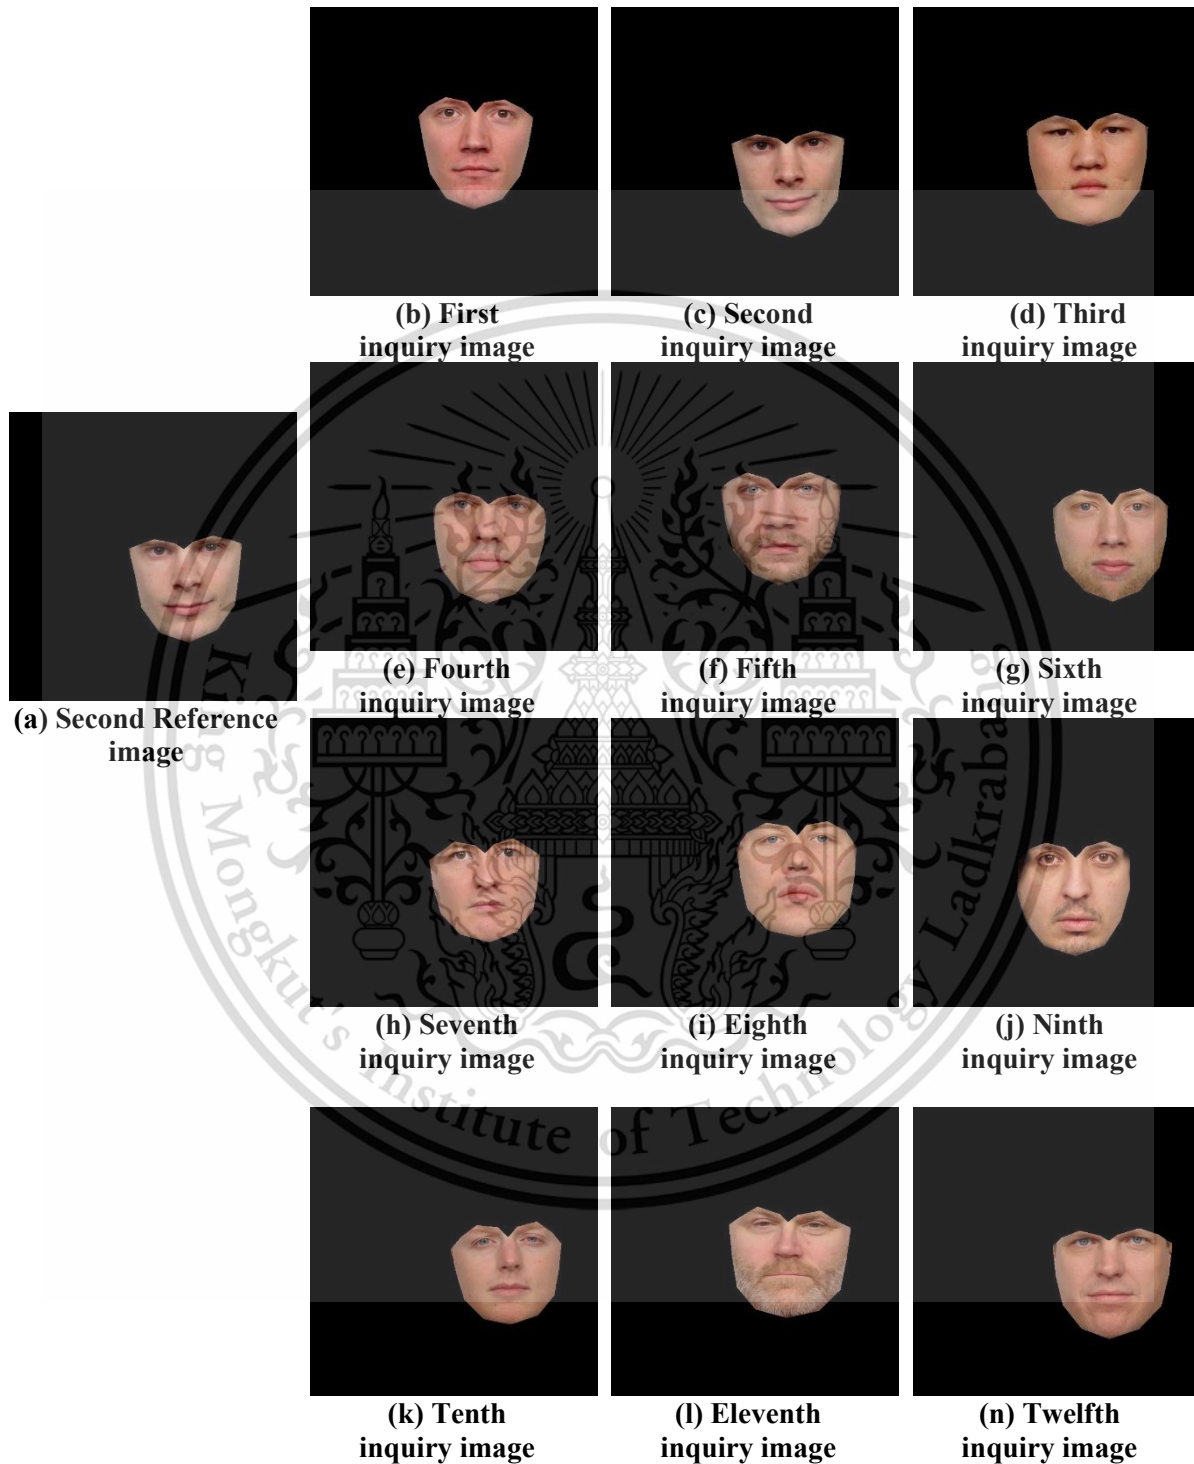 (b) First
inquiry image
(c) Second
inquiry image
(d) Third
inquiry image
(a) Second Reference
image
(e) Fourth
inquiry image
(f) Fifth
inquiry image
(g) Sixth
inquiry image
(h) Seventh
inquiry image
(i) Eighth
inquiry image
(j) Ninth
inquiry image
(k) Tenth
inquiry image
(l) Eleventh
inquiry image
(n) Twelfth
inquiry image
King Mongkut's Institute of Technology Ladkrabang